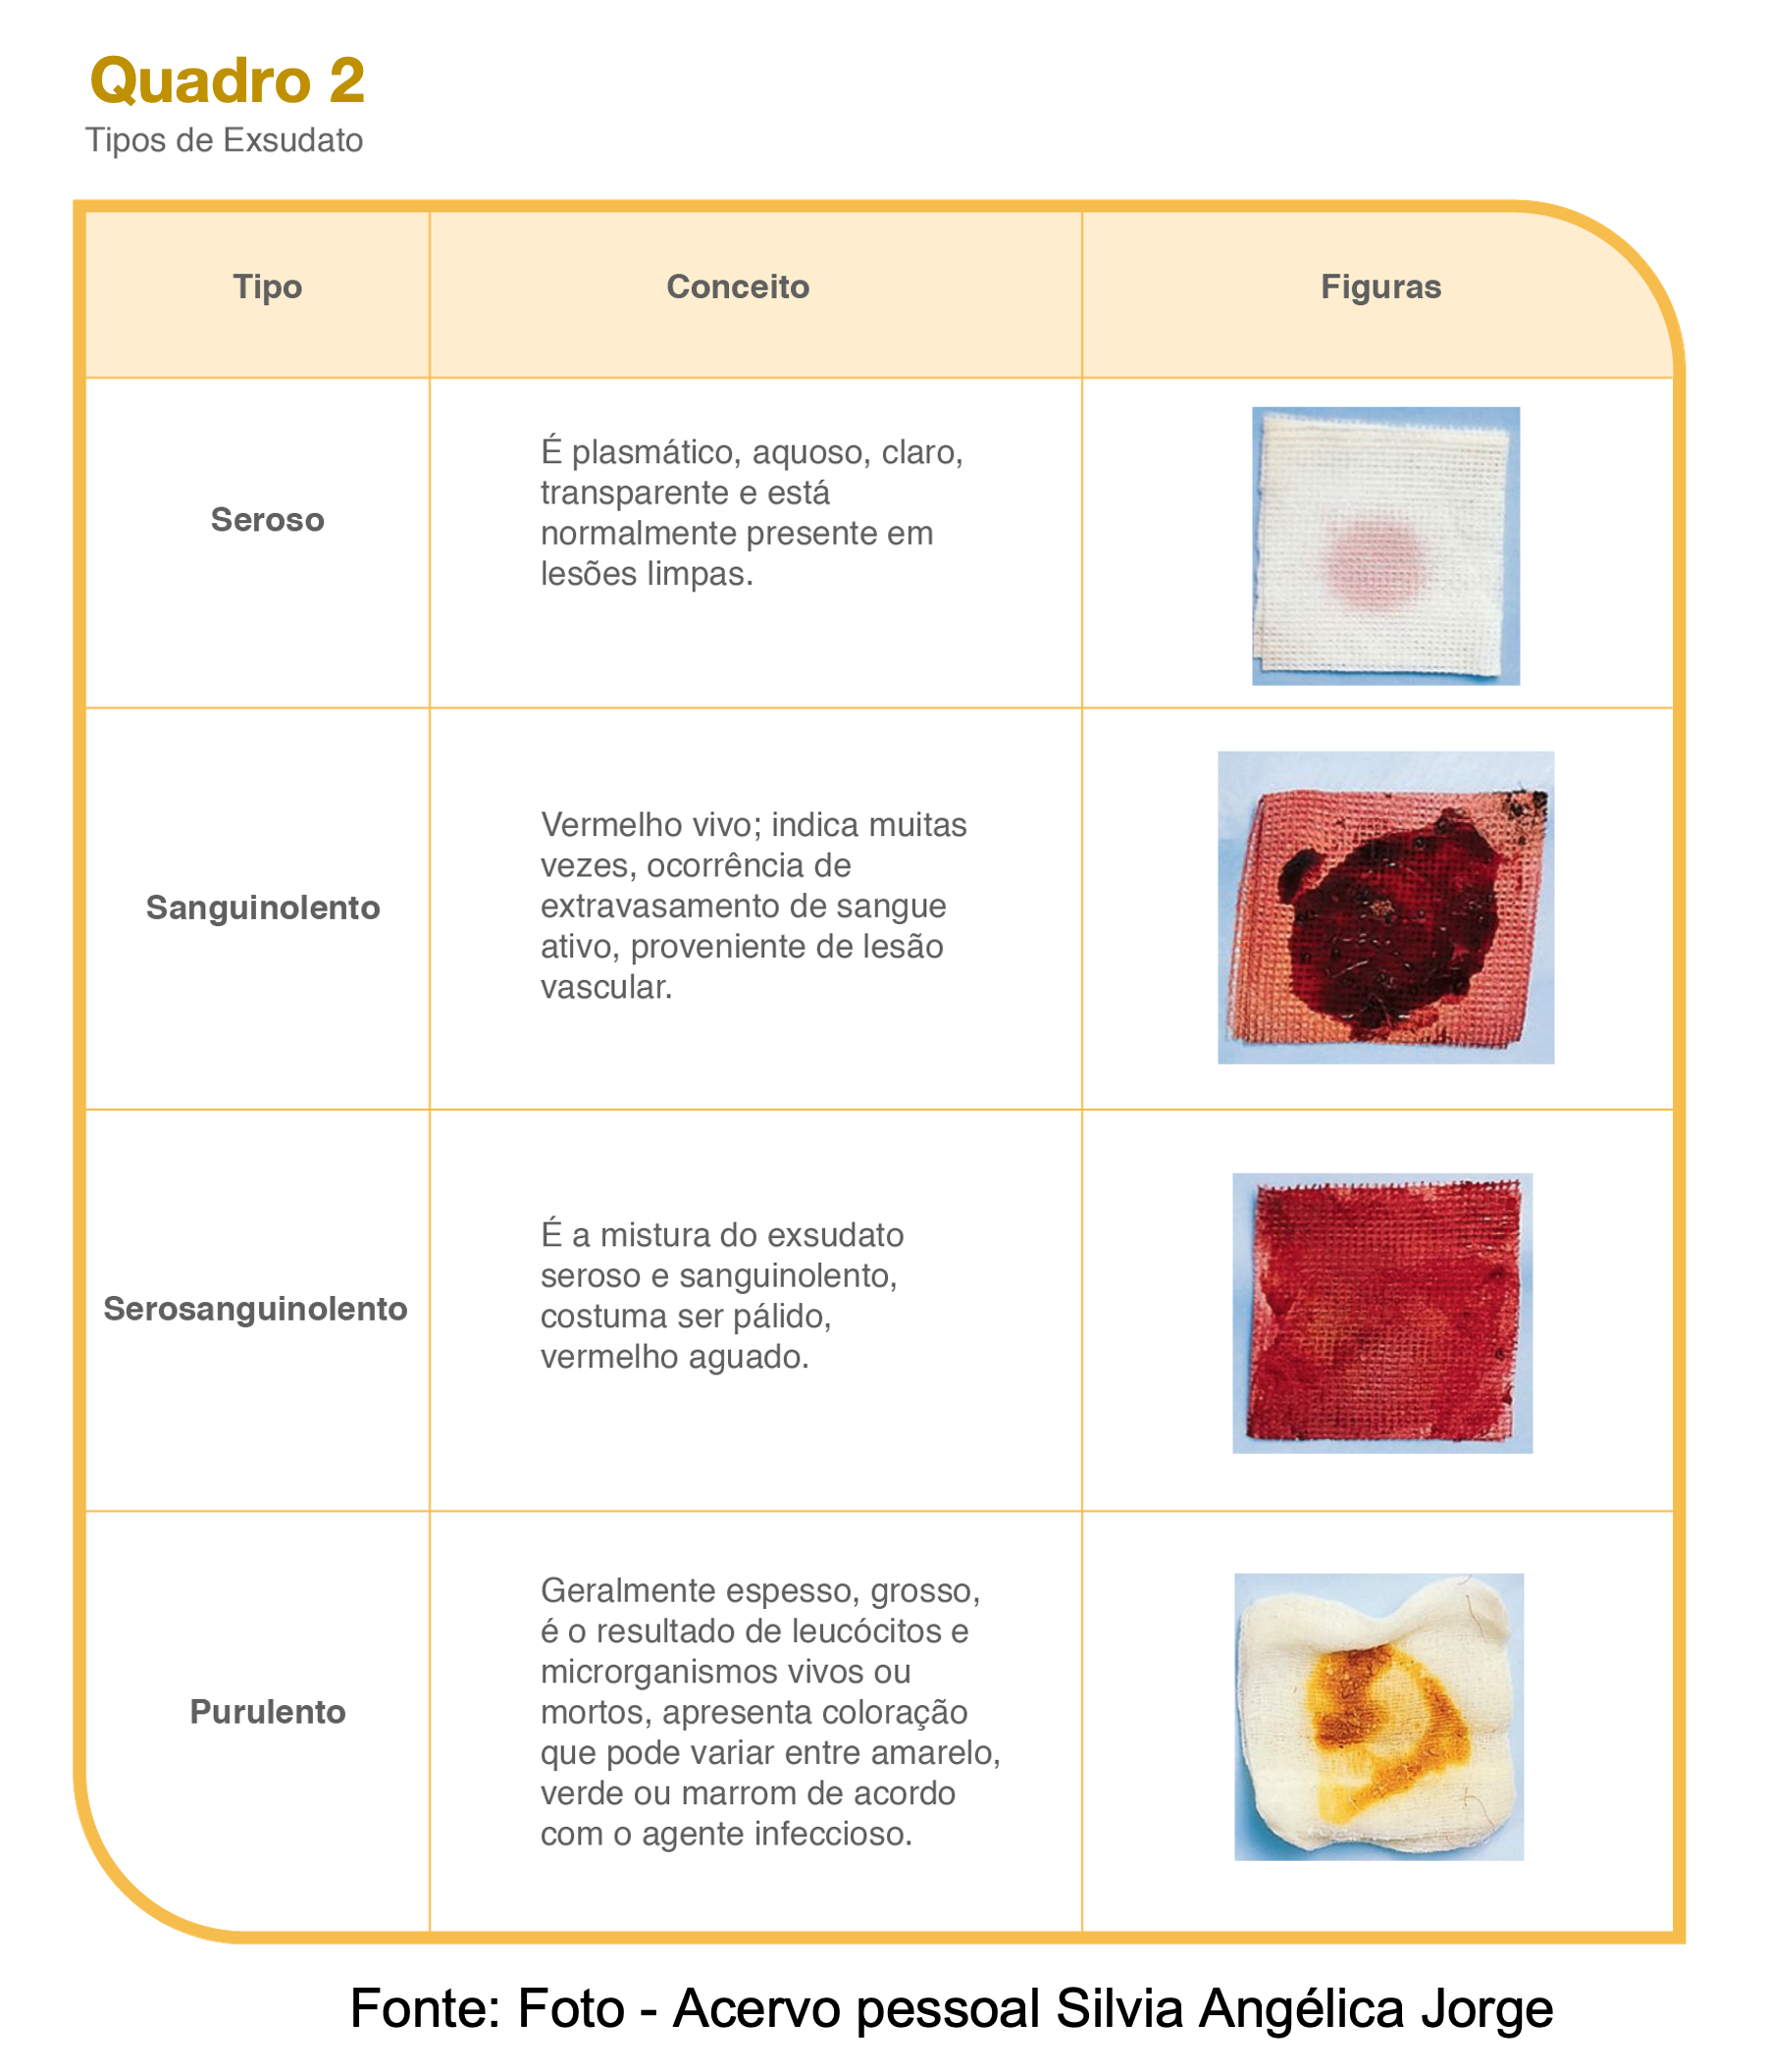 Quadro 2
Tipos de Exsudato
Tipo
Conceito
Figuras
Seroso
É plasmático, aquoso, claro,
transparente e está
normalmente presente em
lesões limpas.
Sanguinolento
Vermelho vivo; indica muitas
vezes, ocorrência de
extravasamento de sangue
ativo, proveniente de lesão
vascular.
Serosanguinolento
É a mistura do exsudato
seroso e sanguinolento,
costuma ser pálido,
vermelho aguado.
Purulento
Geralmente espesso, grosso,
é o resultado de leucócitos e
microrganismos vivos ou
mortos, apresenta coloração
que pode variar entre amarelo,
verde ou marrom de acordo
com o agente infeccioso.
Fonte: Foto - Acervo pessoal Silvia Angélica Jorge